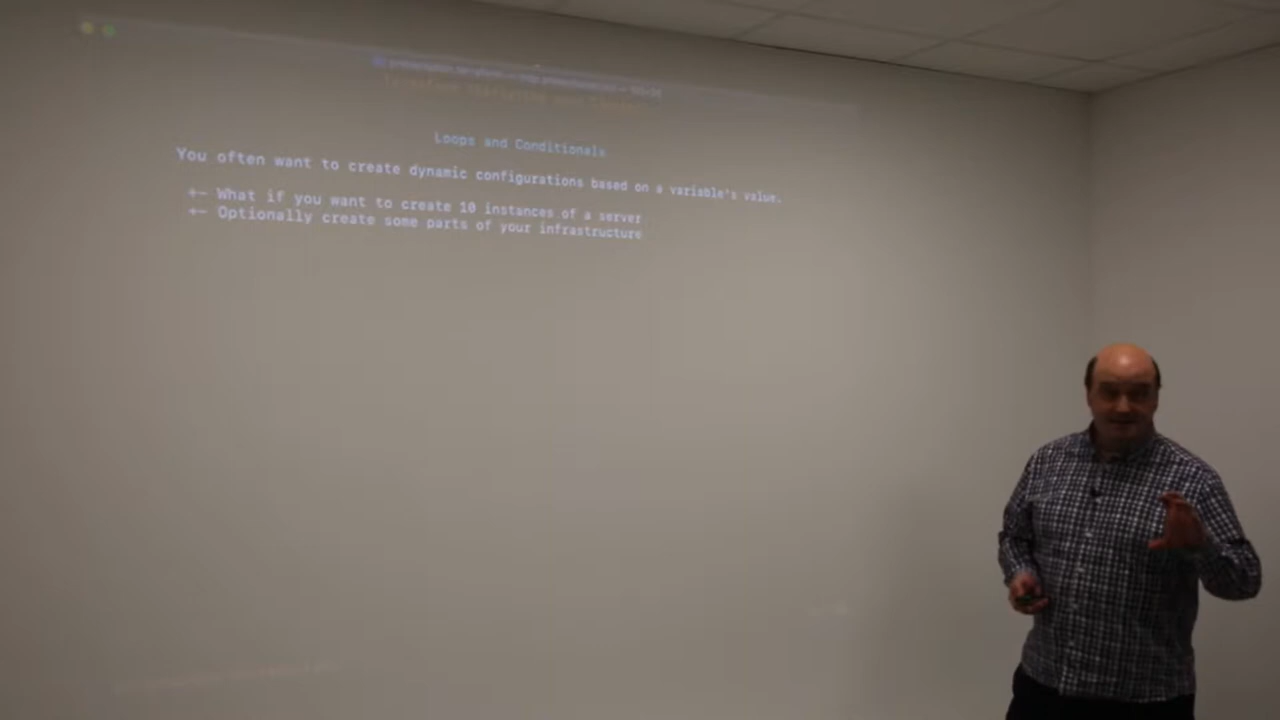 Loops and Conditionals
You often want to create dynamic configurations based on a variable's value.
+— What if you want to create 10 instances of a server
+— Optionally create some parts of your infrastructure